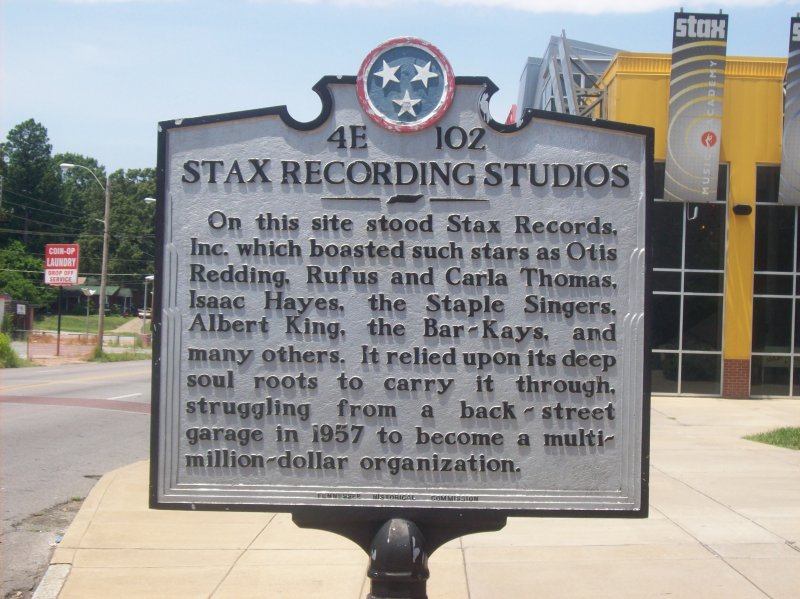 4E 102
STAX RECORDING STUDIOS
On this site stood Stax Records,
Inc. which boasted such stars as Otis
Redding, Rufus and Carla Thomas,
Isaac Hayes, the Staple Singers,
Albert King, the Bar-Kays, and
many others. It relied upon its deep
soul roots to carry it through,
struggling from a back-street
garage in 1957 to become a multi-
million-dollar organization.
TENNESSEE HISTORICAL COMMISSION
COIN-OP
LAUNDRY
DROP OFF
SERVICE
stax
MUSIC ACADEMY